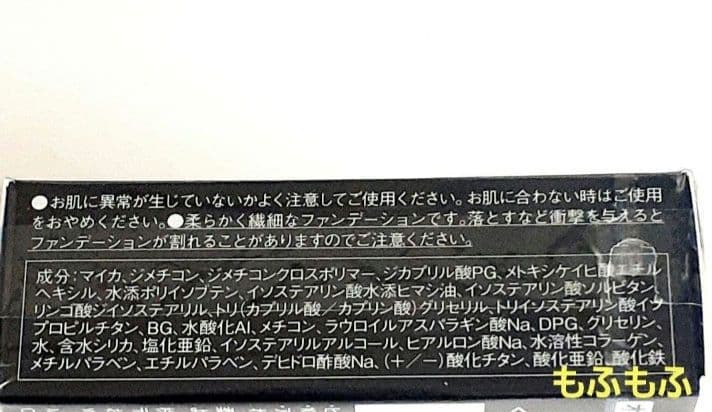 ●お肌に異常が生じていないかよく注意してご使用ください。お肌に合わない時はご使用
をおやめください。●柔らかく繊細なファンデーションです。落とすなど衝撃を与えると
ファンデーションが割れることがありますのでご注意ください。
成分：マイカ、ジメチコン、ジメチコンクロスポリマー、ジカプリル酸PG、メトキシケイヒ酸エチル
ヘキシル、水添ポリイソブテン、イソステアリン酸水添ヒマシ油、イソステアリン酸ソルビタン、
リンゴ酸ジイソステアリル、トリ(カプリル酸／カプリン酸)グリセリル、トリイソステアリン酸イソ
プロピルチタン、BG、水酸化Al、メチコン、ラウロイルアスパラギン酸Na、DPG、グリセリン、
水、含水シリカ、塩化亜鉛、イソステアリルアルコール、ヒアルロン酸Na、水溶性コラーゲン、
メチルパラベン、エチルパラベン、デヒドロ酢酸Na、(＋/－)酸化チタン、酸化亜鉛、酸化鉄
もふもふ